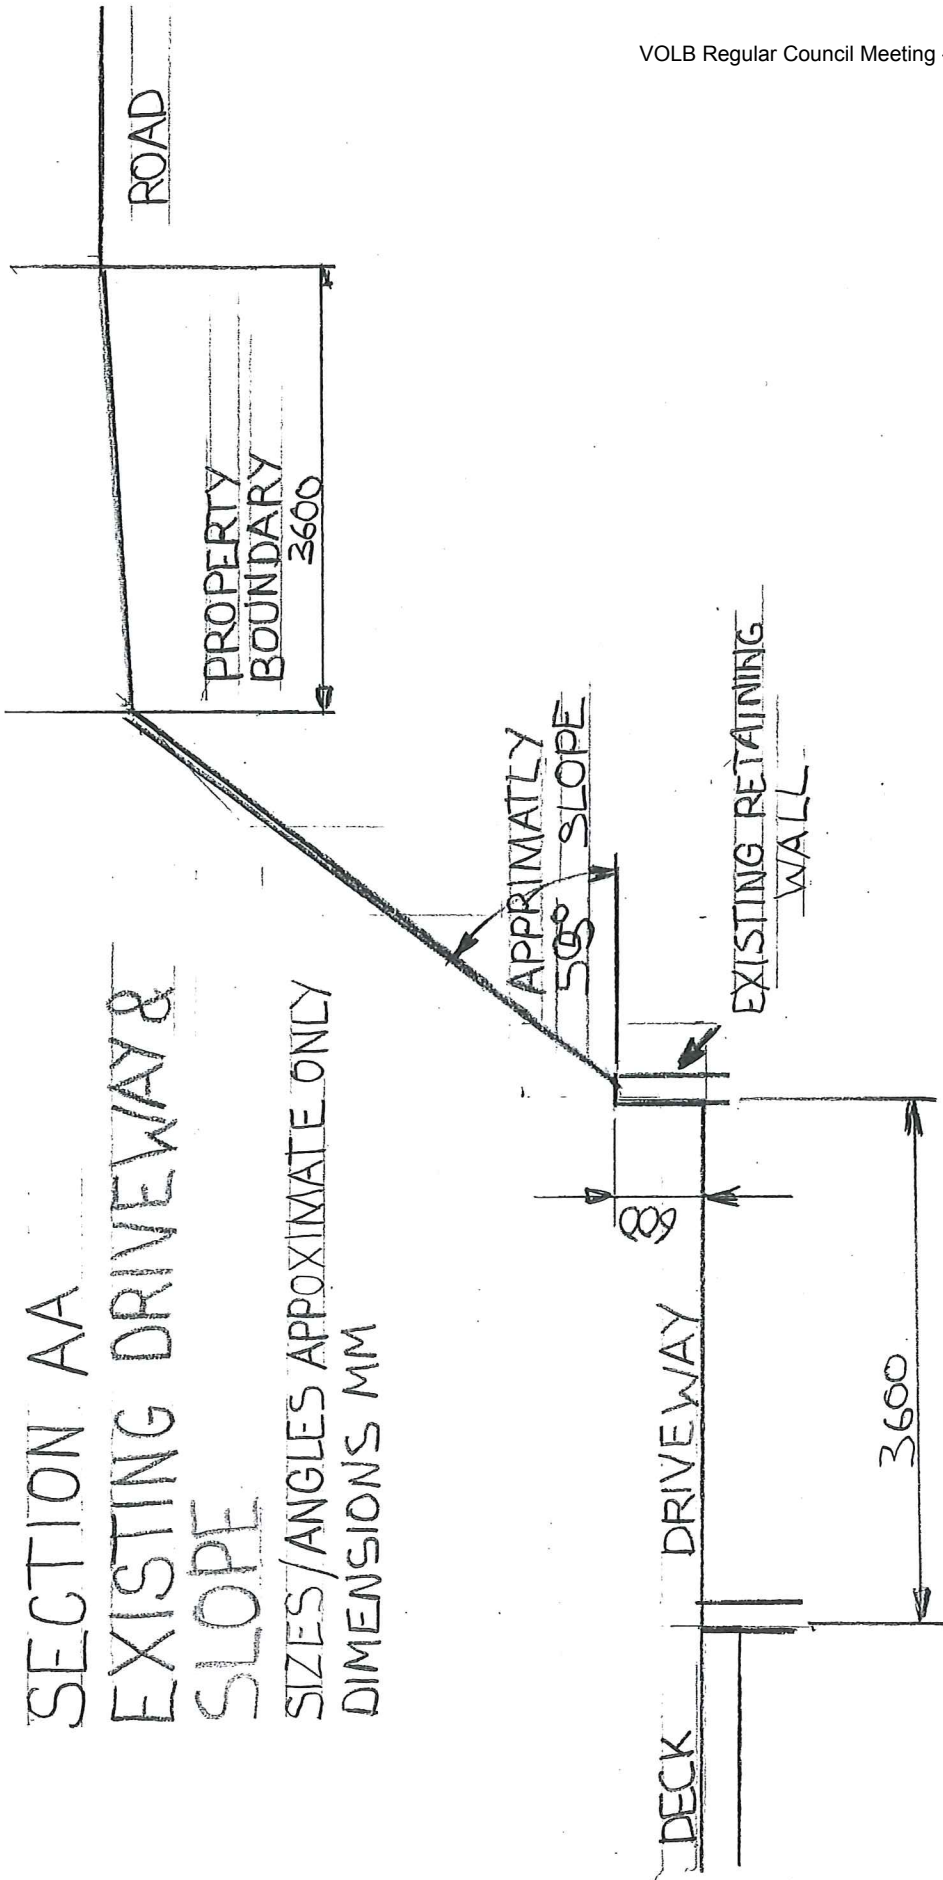 VOLB Regular Council Meeting
SECTION AA
EXISTING DRIVEWAY &
SLOPE
SIZES/ANGLES APPOXIMATE ONLY
DIMENSIONS MM
ROAD
PROPERTY
BOUNDARY
3600
APPRIMATLY
SLOPE
EXISTING RETAINING
WALL
DECK
DRIVEWAY
3600